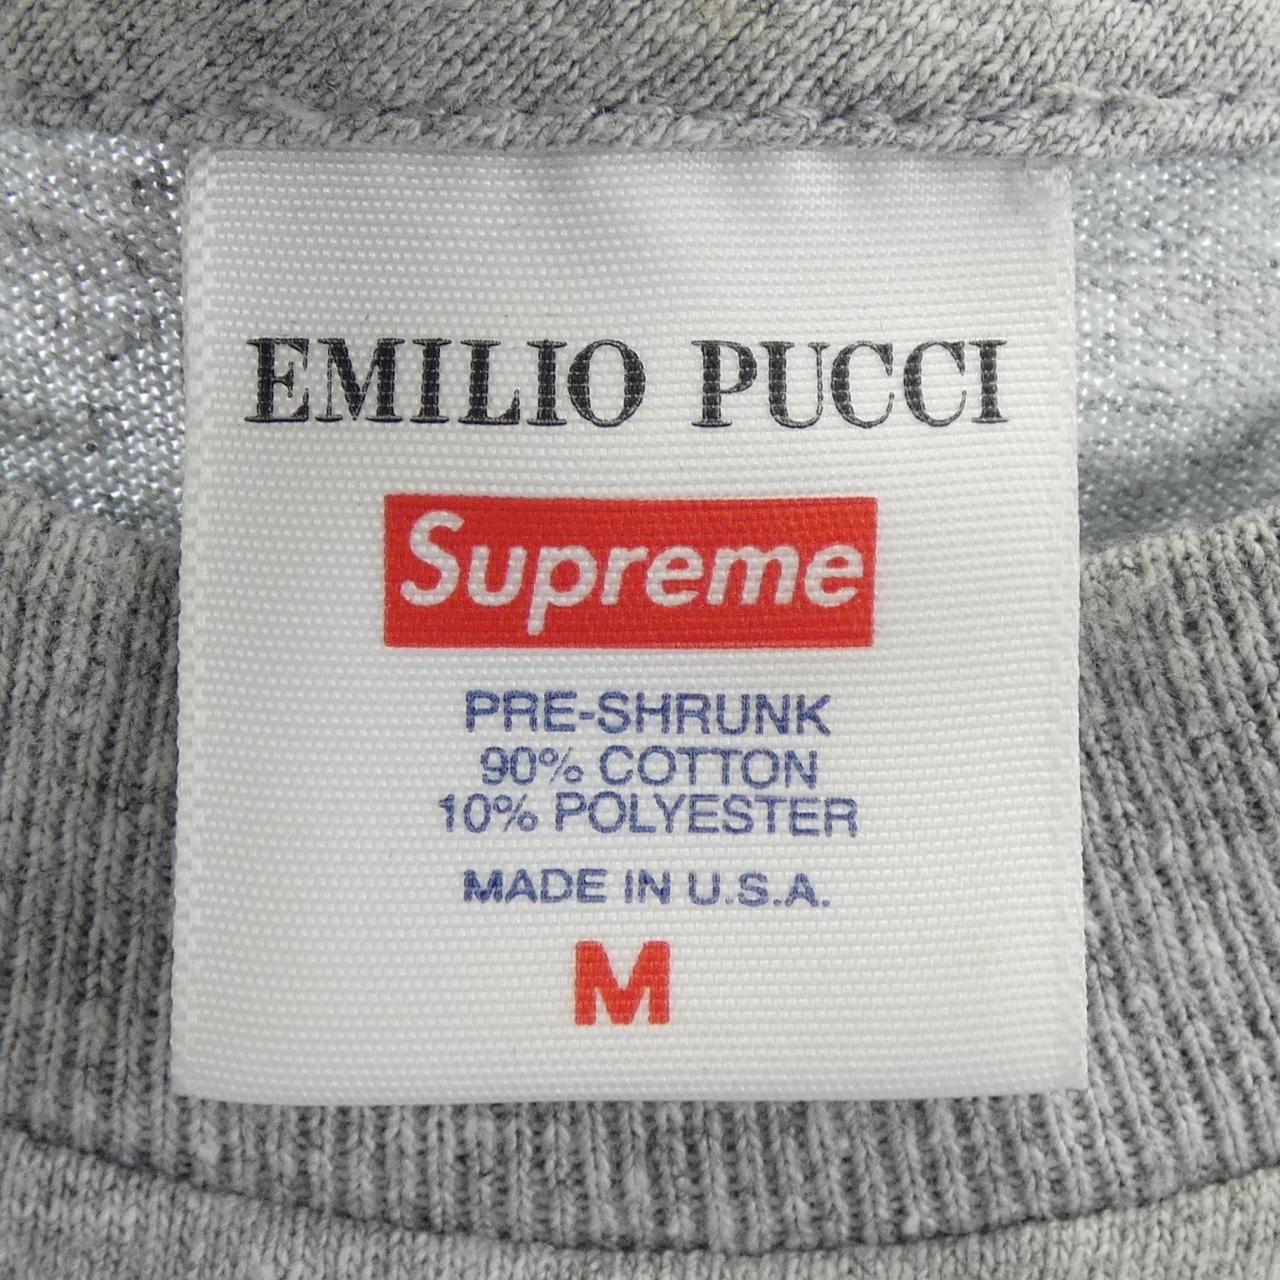 EMILIO PUCCI
Supreme
PRE-SHRUNK
90% COTTON
10% POLYESTER
MADE IN U.S.A.
M